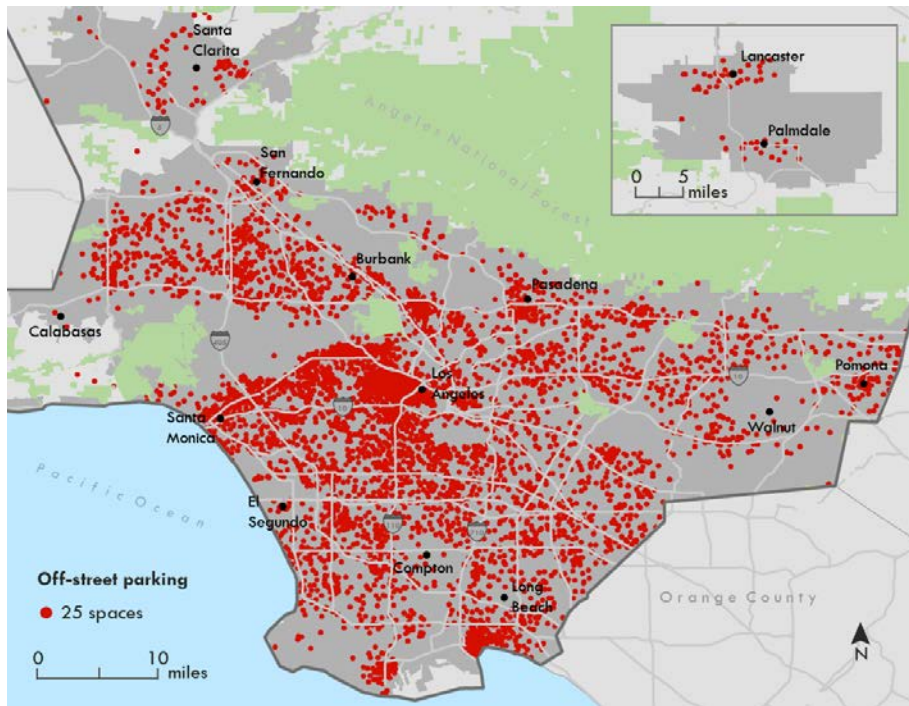 Santa
Clarita
5
Lancaster
Palmdale
0 5
miles
Angeles National Forest
San
Fernando
Burbank
Pasadena
Calabasas
405
Los
Angeles
10
10
Pomona
Walnut
Santa
Monica
Pacific Ocean
El
Segundo
110
710
Compton
Long
Beach
Orange County
Off-street parking
25 spaces
0 10
miles
N